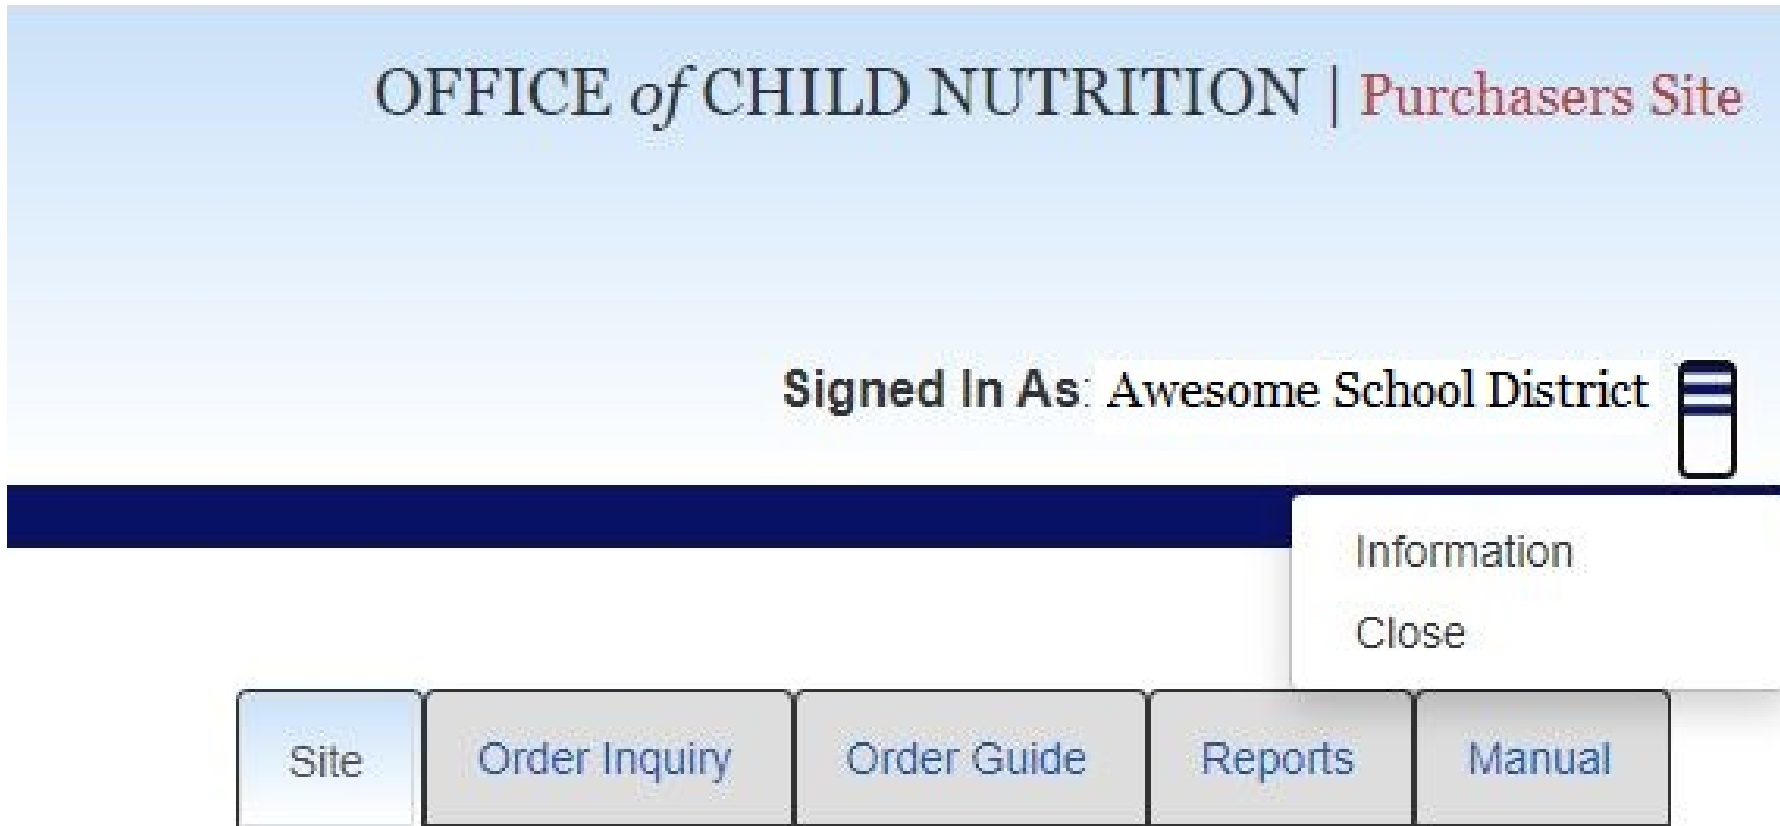 OFFICE of CHILD NUTRITION | Purchasers Site
Signed In As: Awesome School District
Information
Close
Site Order Inquiry Order Guide Reports Manual